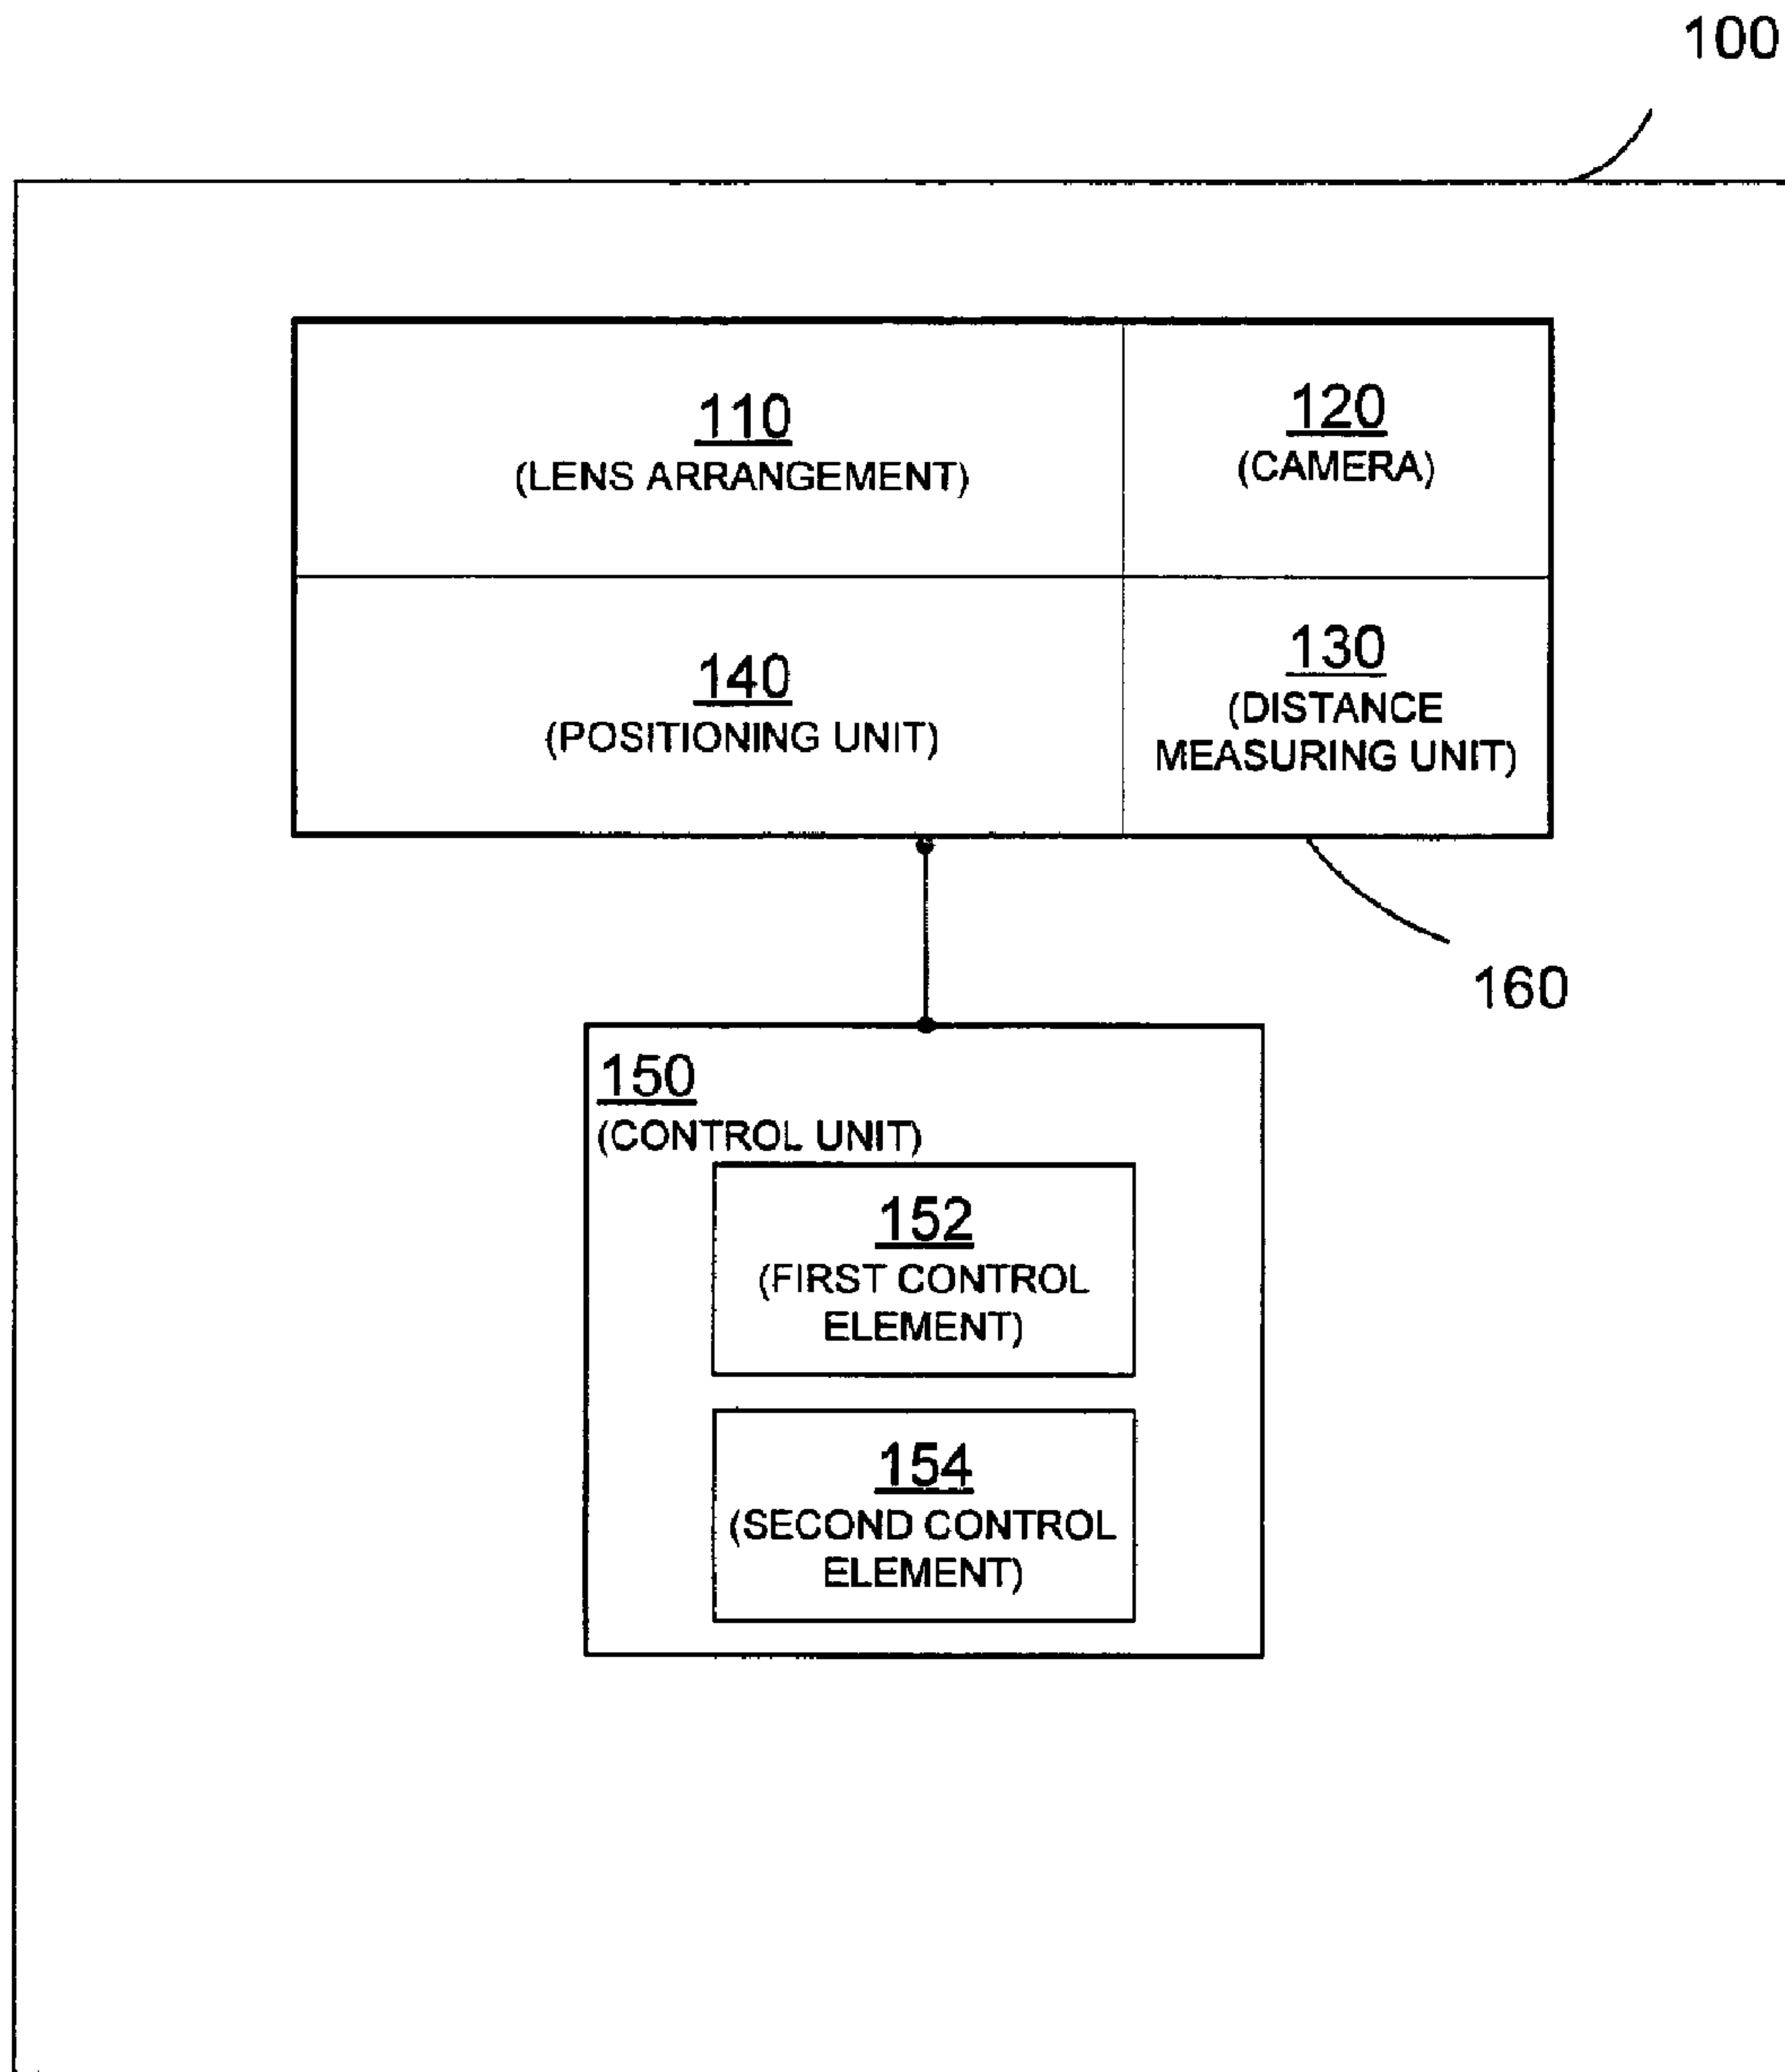 100
110
(LENS ARRANGEMENT)
120
(CAMERA)
140
(POSITIONING UNIT)
130
(DISTANCE
MEASURING UNIT)
160
150
(CONTROL UNIT)
152
(FIRST CONTROL
ELEMENT)
154
(SECOND CONTROL
ELEMENT)